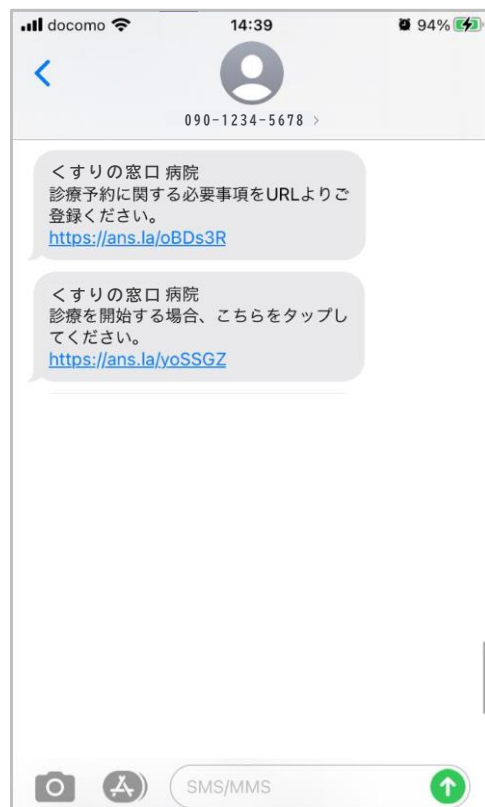 docomo 14:39 94%
090-1234-5678 >
くすりの窓口 病院
診療予約に関する必要事項をURLよりご
登録ください。
https://ans.la/oBDs3R
くすりの窓口 病院
診療を開始する場合、こちらをタップし
てください。
https://ans.la/yoSSGZ
SMS/MMS